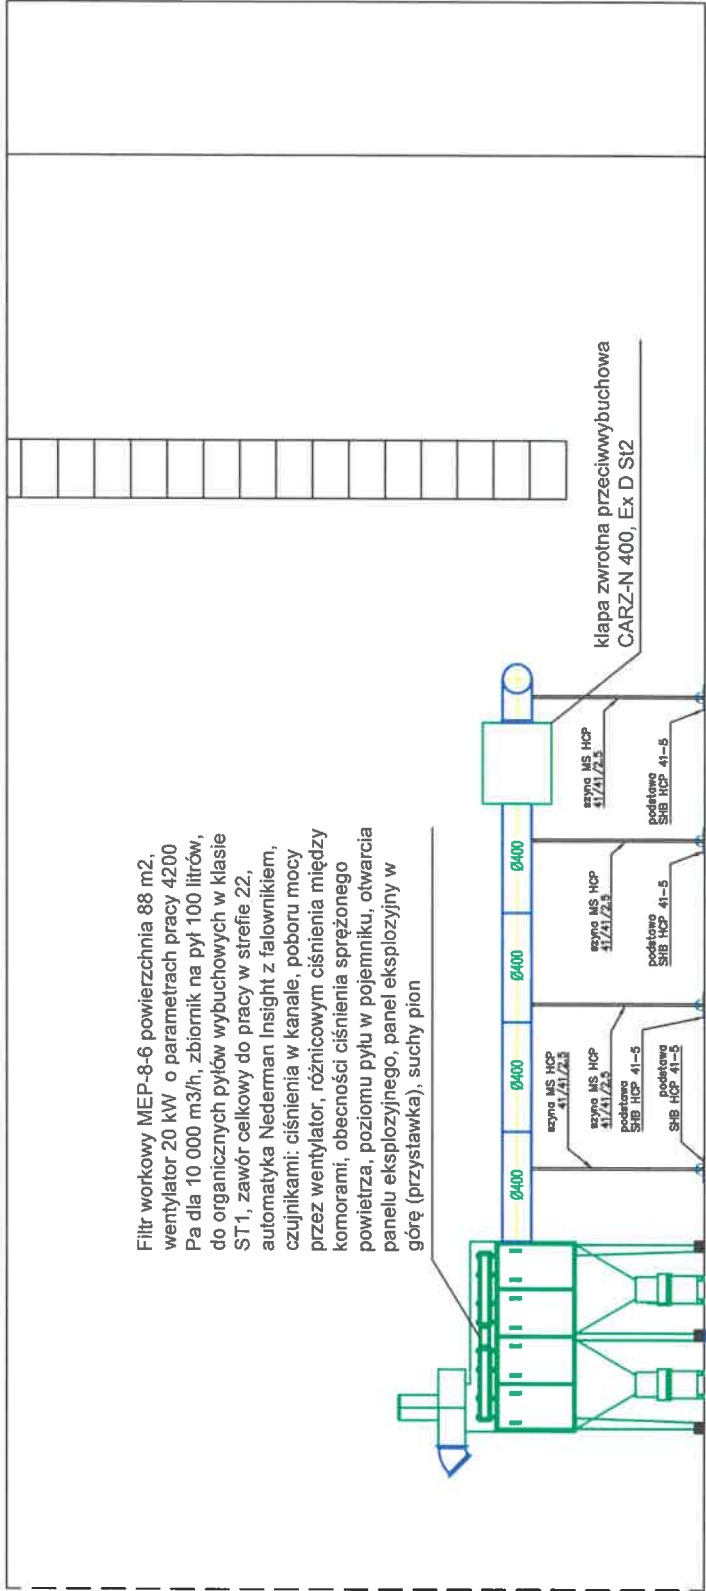 Filtr workowy MEP-8-6 powierzchnia 88 m2,
wentylator 20 kW o parametrach pracy 4200
Pa dla 10 000 m3/h, zbiornik na pył 100 litrów,
do organicznych pyłów wybuchowych w klasie
ST1, zawór celkowy do pracy w strefie 22,
automatyka Nederman Insight z falownikiem,
czujnikami: ciśnienia w kanale, poboru mocy
przez wentylator, różnicowym ciśnienia między
komorami, obecności ciśnienia sprężonego
powietrza, poziomu pyłu w pojemniku, otwarcia
panelu eksplozyjnego, panel eksplozyjny w
górę (przystawka), suchy pion
Ø400
Ø400
Ø400
Ø400
szyna MS HCP
41/41/2.5
szyna MS HCP
41/41/2.5
podstawa
SHB HCP 41-5
podstawa
SHB HCP 41-5
szyna MS HCP
41/41/2.5
podstawa
SHB HCP 41-5
szyna MS HCP
41/41/2.5
podstawa
SHB HCP 41-5
klapa zwrotna przeciwwybuchowa
CARZ-N 400, Ex D St2